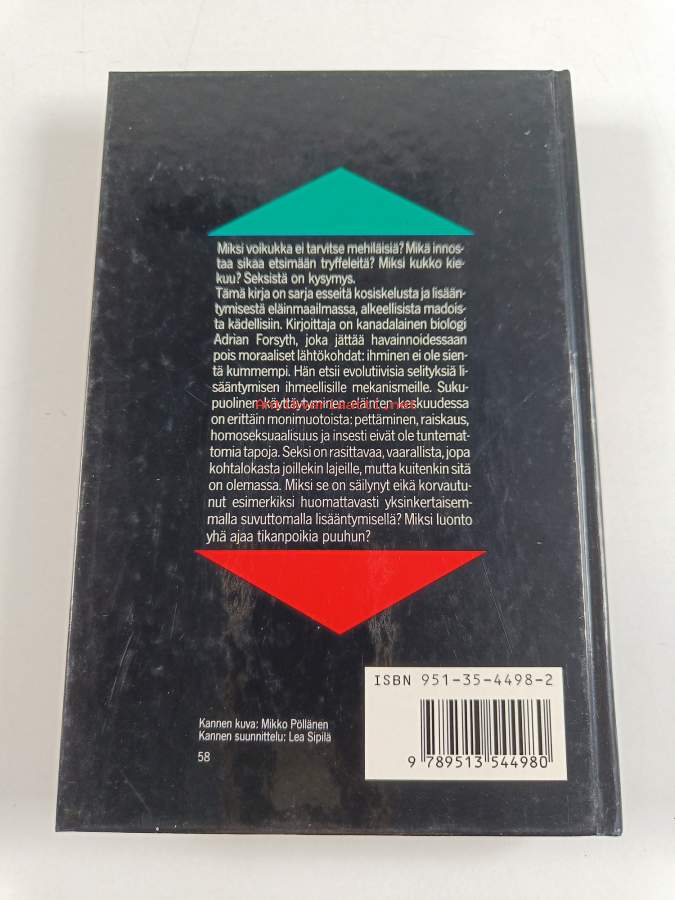 Miksi voikukka ei tarvitse mehiläisiä? Mikä innos-
taa sikaa etsimään tryffeleitä? Miksi kukko kie-
kuu? Seksistä on kysymys.
Tämä kirja on sarja esseitä kosiskelusta ja lisään-
tymisestä eläinmaailmassa, alkeellisista madois-
ta kädellisiin. Kirjoittaja on kanadalainen biologi
Adrian Forsyth, joka jättää havainnoidessaan
pois moraaliset lähtökohdat: ihminen ei ole sien-
tä kummempi. Hän etsii evolutiivisia selityksiä li-
sääntymisen ihmeellisille mekanismeille. Suku-
puolinen käyttäytyminen eläinten keskuudessa
on erittäin monimuotoista: pettäminen, raiskaus,
homoseksuaalisuus ja insesti eivät ole tuntemat-
tomia tapoja. Seksi on rasittavaa, vaarallista, jopa
kohtalokasta joillekin lajeille, mutta kuitenkin sitä
on olemassa. Miksi se on säilynyt eikä korvautu-
nut esimerkiksi huomattavasti yksinkertaisem-
malla suvuttomalla lisääntymisellä? Miksi luonto
yhä ajaa tikanpoikia puuhun?
ISBN 951-35-4498-2
Kannen kuva: Mikko Pöllänen
Kannen suunnittelu: Lea Sipilä
58
9 789513 544980